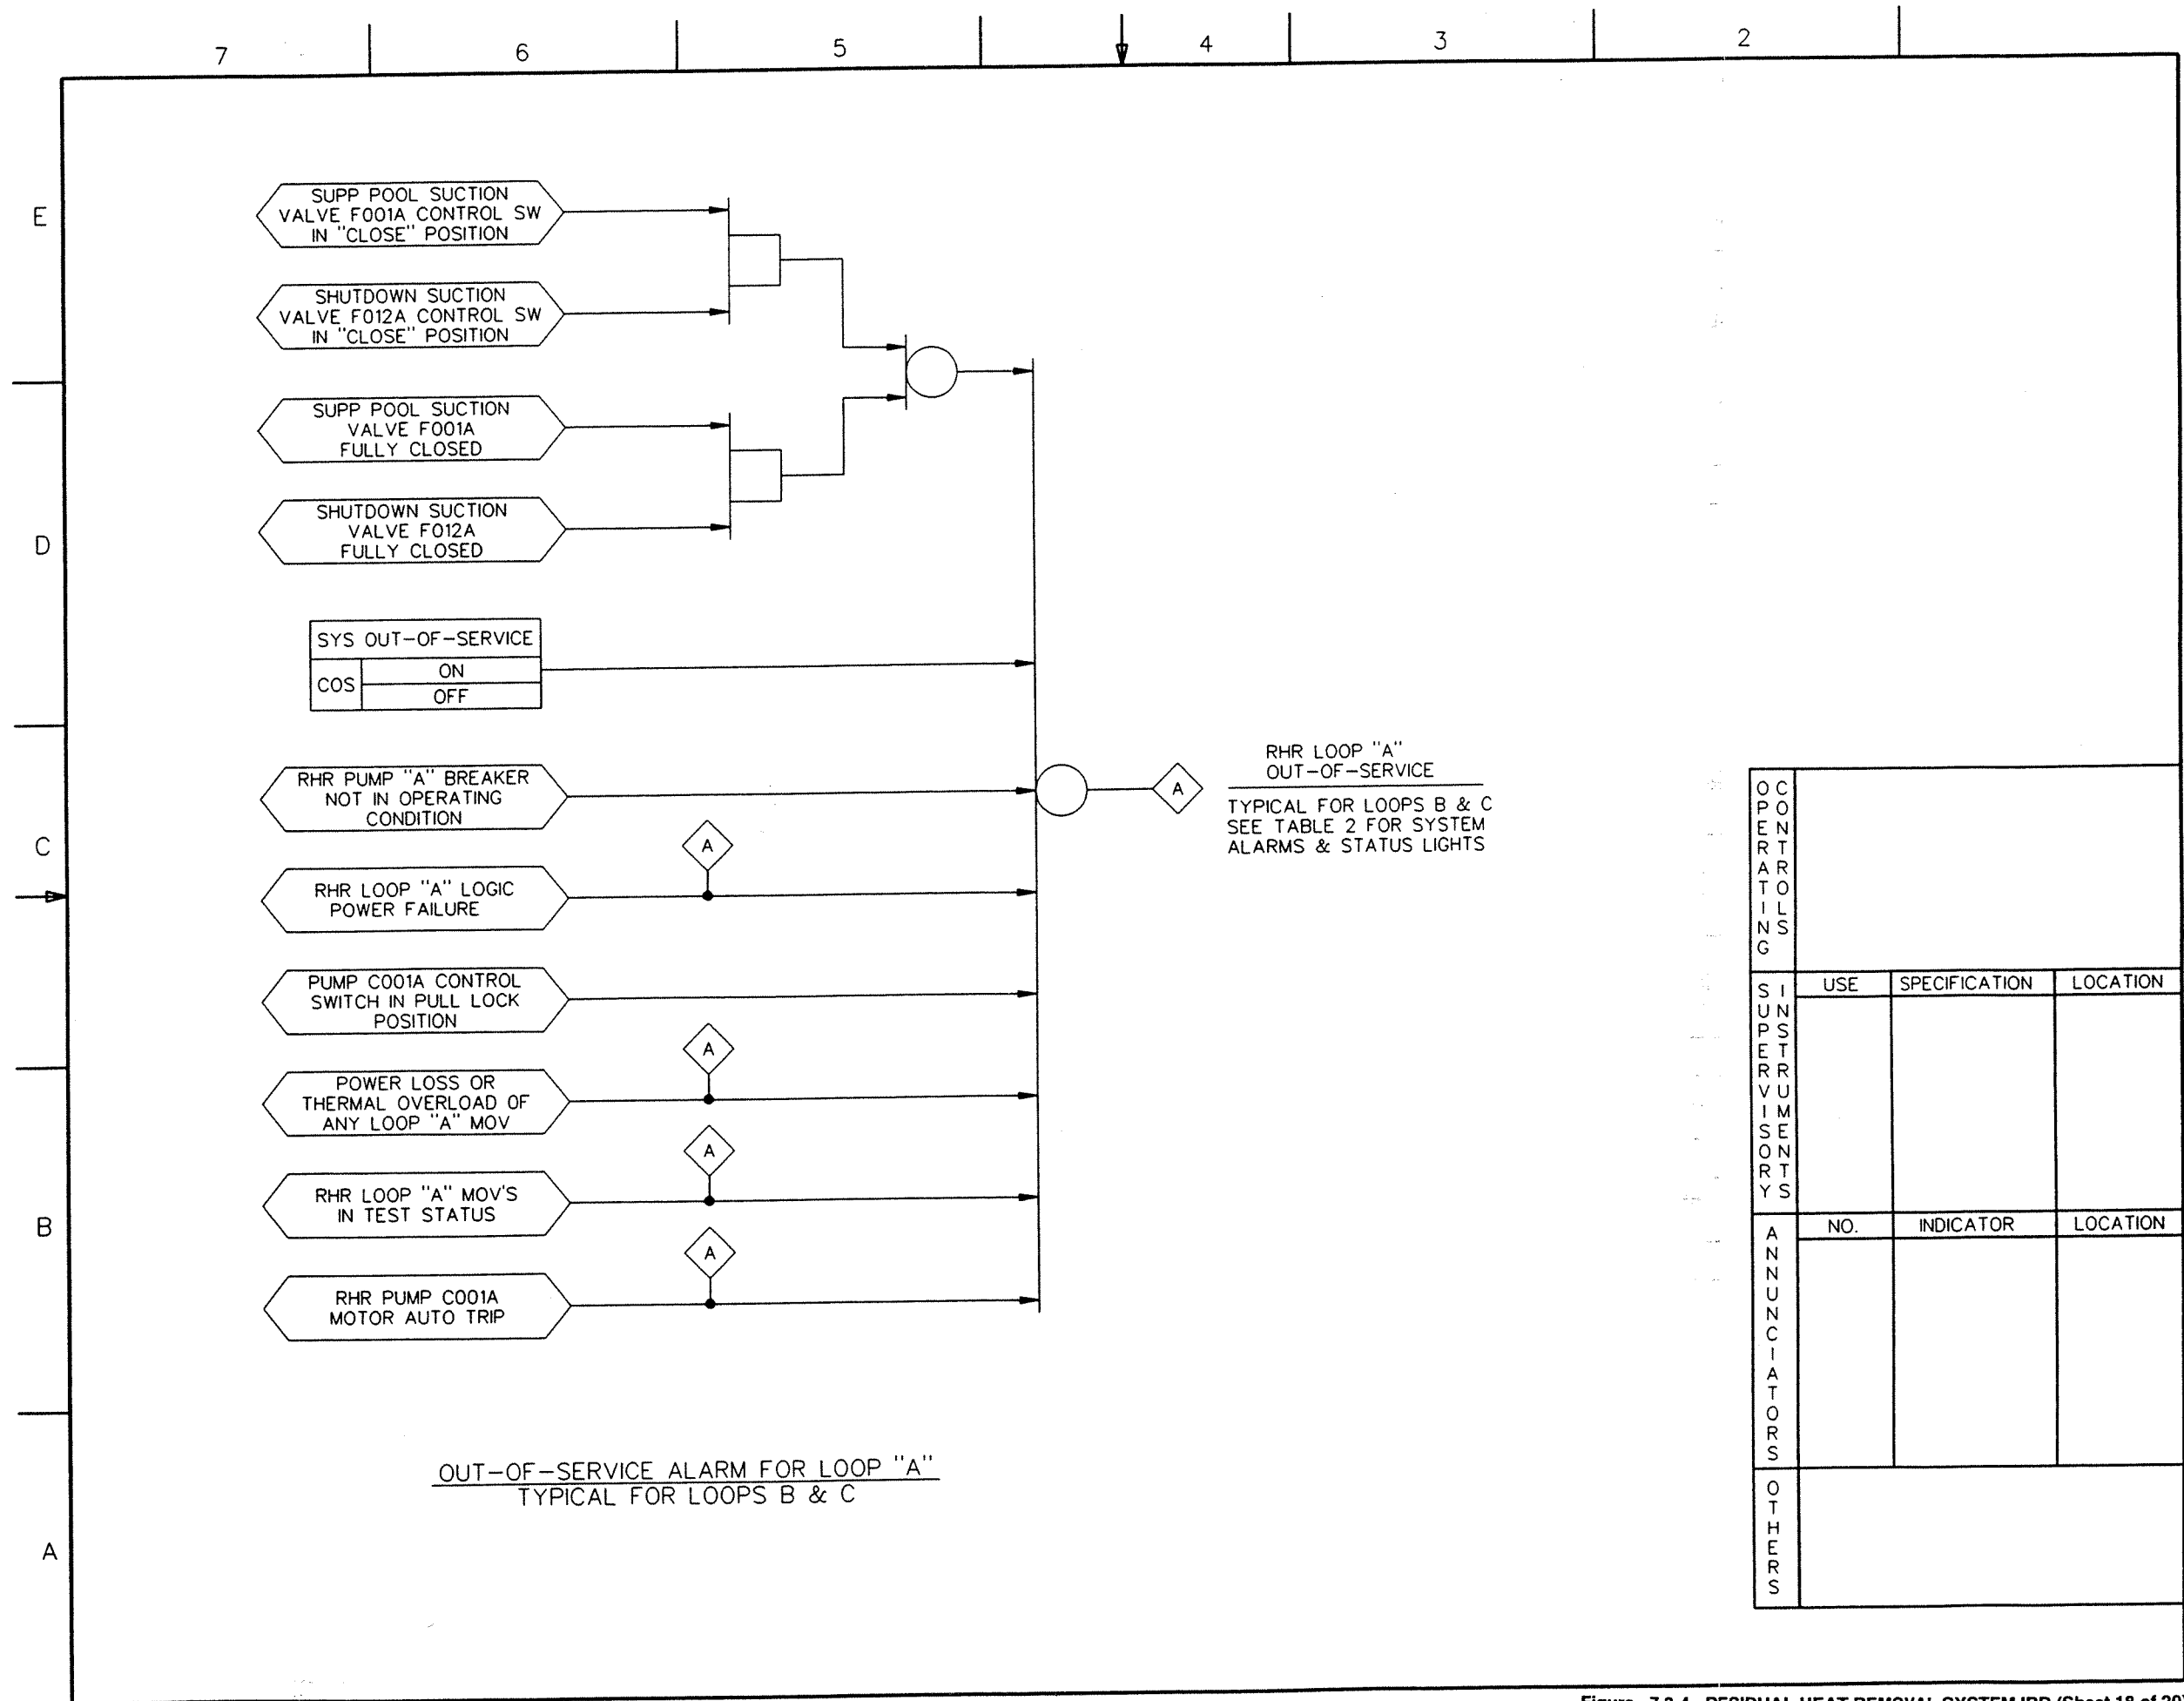 7 6 5 4 3 2
E
SUPP POOL SUCTION
VALVE F001A CONTROL SW
IN "CLOSE" POSITION
SHUTDOWN SUCTION
VALVE F012A CONTROL SW
IN "CLOSE" POSITION
SUPP POOL SUCTION
VALVE F001A
FULLY CLOSED
D
SHUTDOWN SUCTION
VALVE F012A
FULLY CLOSED
SYS OUT-OF-SERVICE
COS
ON
OFF
RHR PUMP "A" BREAKER
NOT IN OPERATING
CONDITION
A
RHR LOOP "A"
OUT-OF-SERVICE
TYPICAL FOR LOOPS B & C
SEE TABLE 2 FOR SYSTEM
ALARMS & STATUS LIGHTS
C
A
RHR LOOP "A" LOGIC
POWER FAILURE
PUMP C001A CONTROL
SWITCH IN PULL LOCK
POSITION
A
POWER LOSS OR
THERMAL OVERLOAD OF
ANY LOOP "A" MOV
A
RHR LOOP "A" MOV'S
IN TEST STATUS
B
A
RHR PUMP C001A
MOTOR AUTO TRIP
OUT-OF-SERVICE ALARM FOR LOOP "A"
TYPICAL FOR LOOPS B & C
A
OPERATING
CONTROLS
SUPERVISORY
INSTRUMENTS
USE SPECIFICATION LOCATION
ANNUNCIATORS
NO. INDICATOR LOCATION
OTHERS